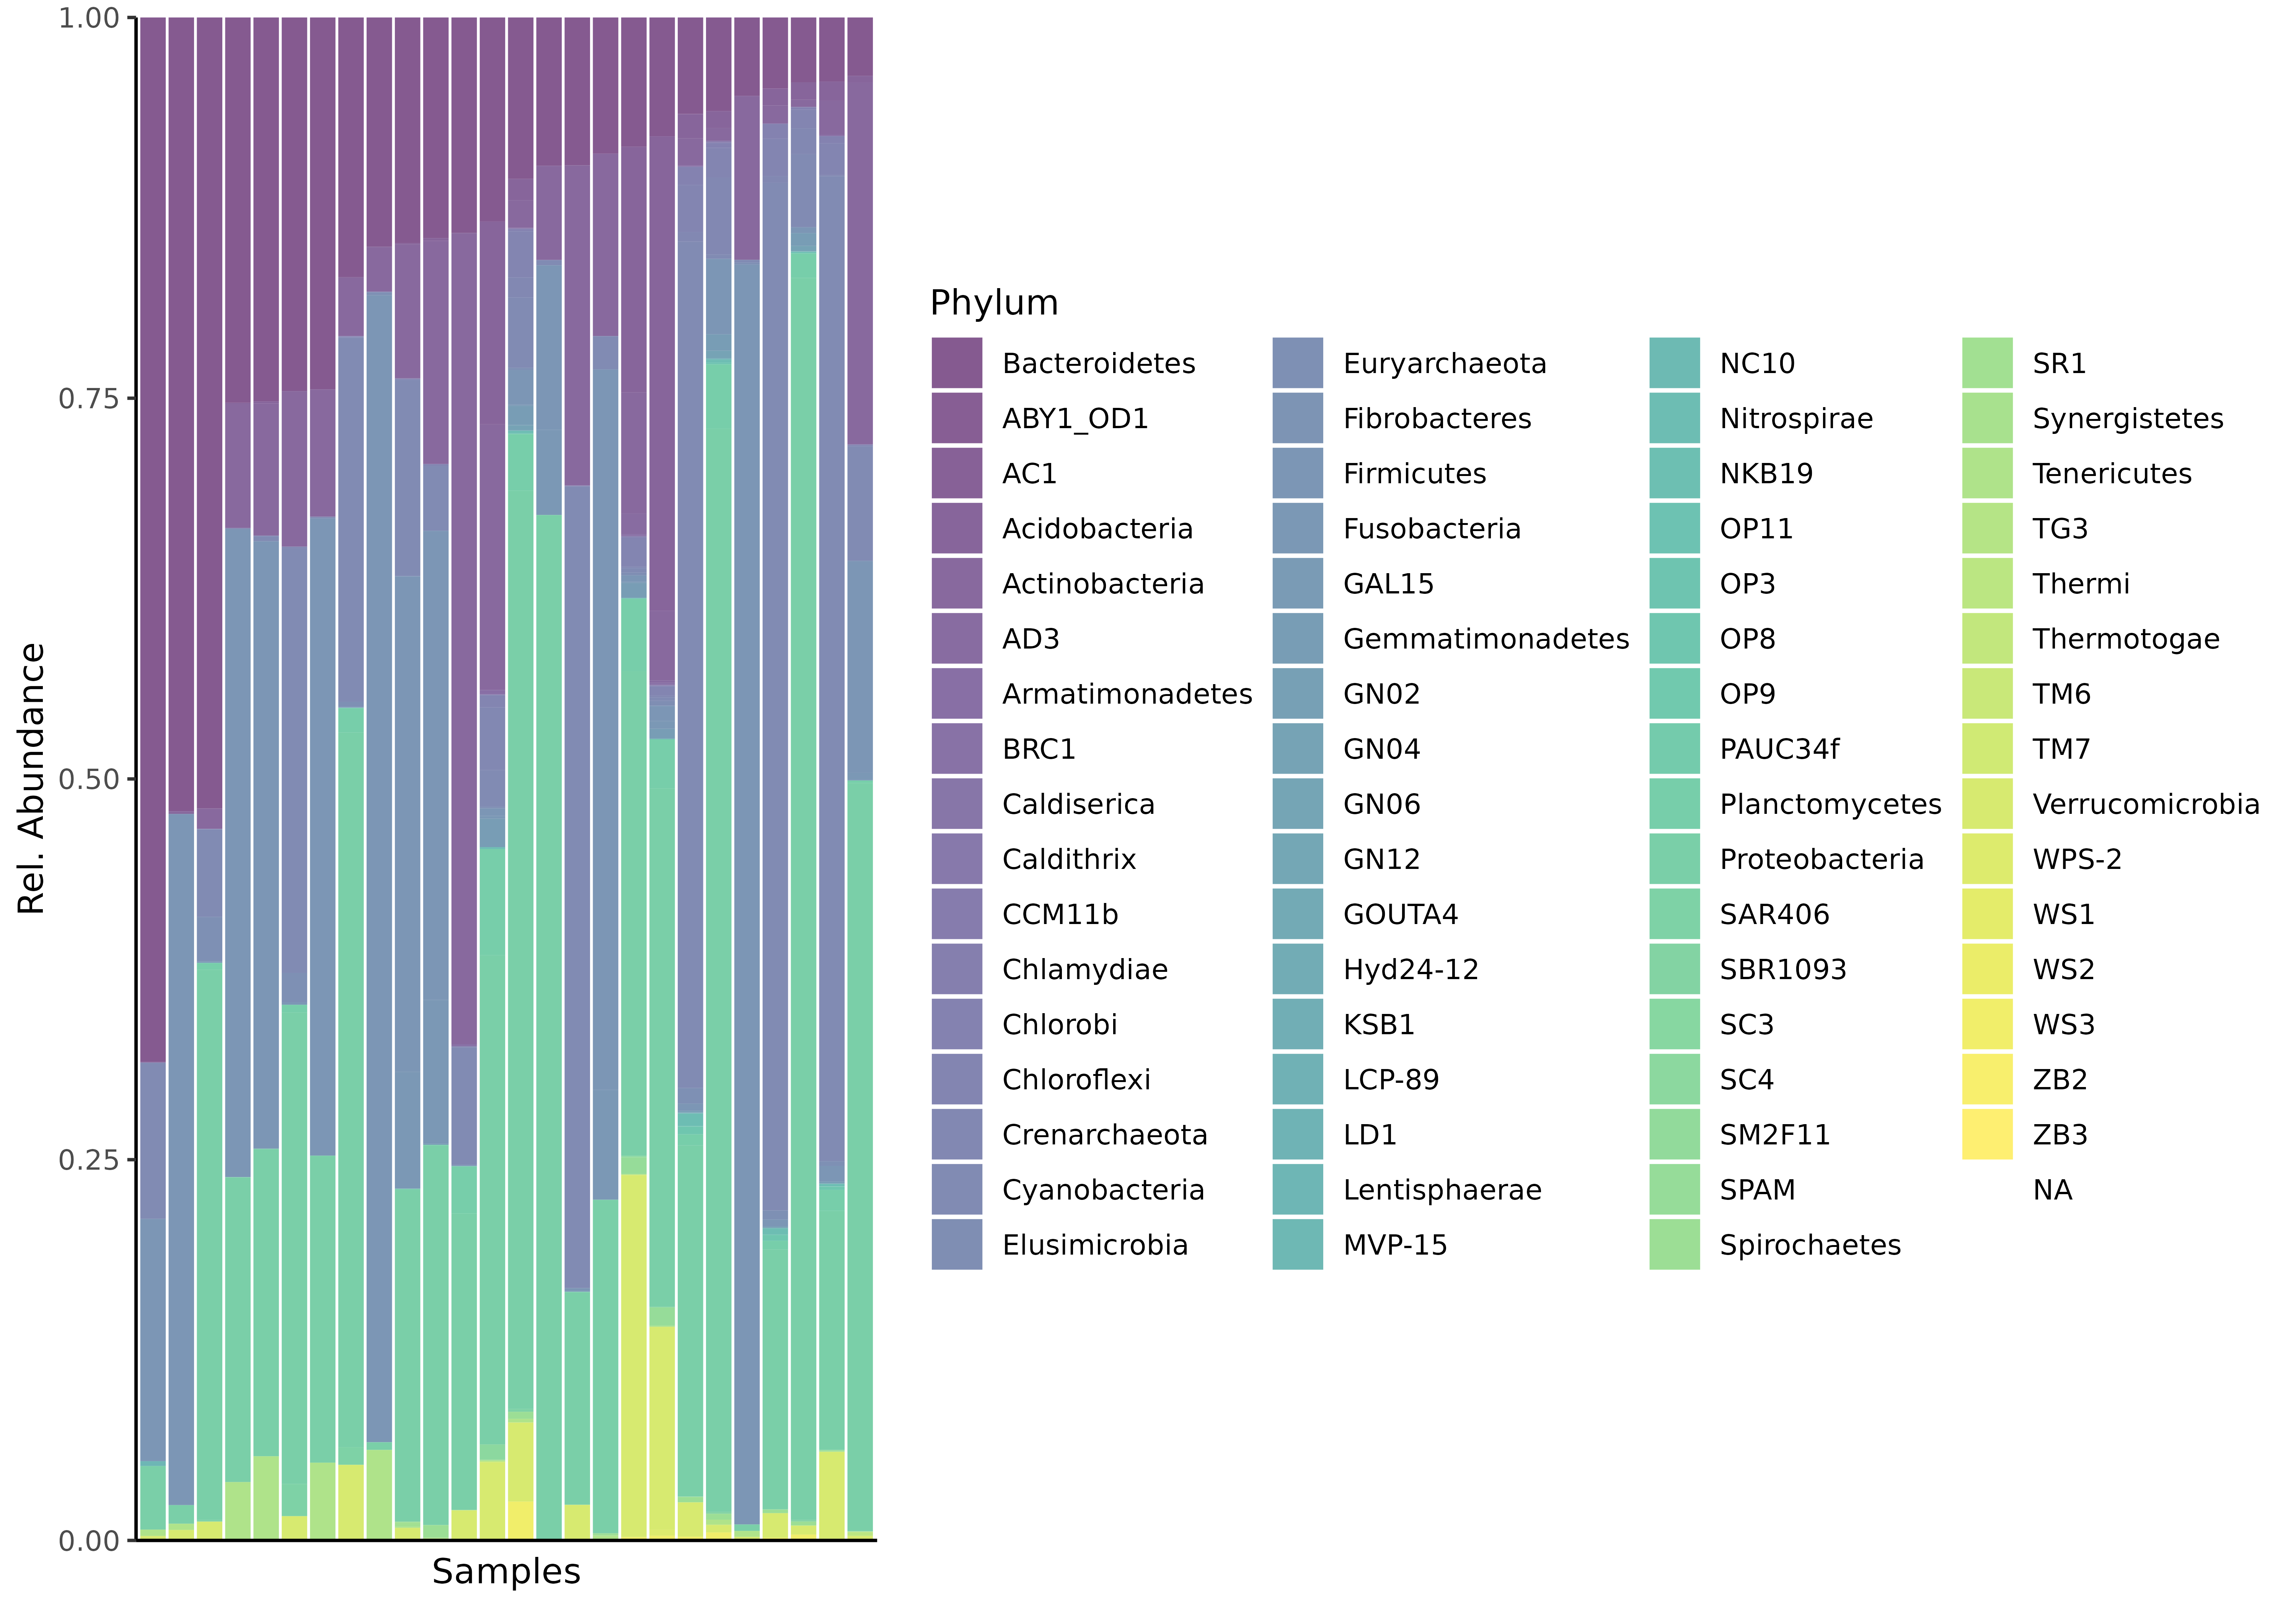 1.00
0.75
0.50
0.25
0.00
Rel. Abundance
Samples
Phylum
Bacteroidetes
ABY1_OD1
AC1
Acidobacteria
Actinobacteria
AD3
Armatimonadetes
BRC1
Caldiserica
Caldithrix
CCM11b
Chlamydiae
Chlorobi
Chloroflexi
Crenarchaeota
Cyanobacteria
Elusimicrobia
Euryarchaeota
Fibrobacteres
Firmicutes
Fusobacteria
GAL15
Gemmatimonadetes
GN02
GN04
GN06
GN12
GOUTA4
Hyd24-12
KSB1
LCP-89
LD1
Lentisphaerae
MVP-15
NC10
Nitrospirae
NKB19
OP11
OP3
OP8
OP9
PAUC34f
Planctomycetes
Proteobacteria
SAR406
SBR1093
SC3
SC4
SM2F11
SPAM
Spirochaetes
SR1
Synergistetes
Tenericutes
TG3
Thermi
Thermotogae
TM6
TM7
Verrucomicrobia
WPS-2
WS1
WS2
WS3
ZB2
ZB3
NA